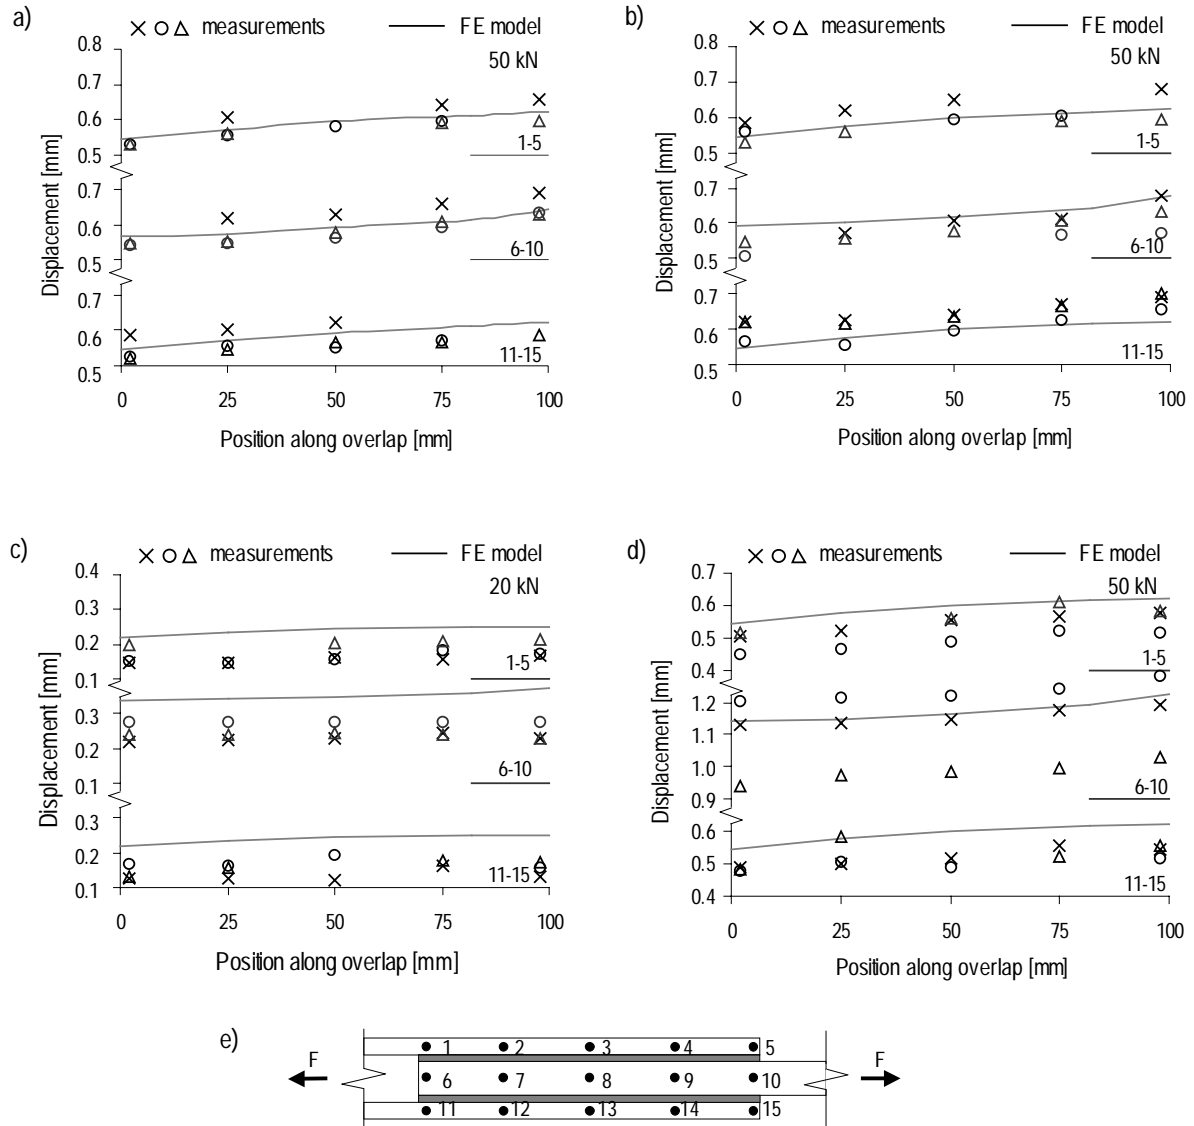 a)
measurements FE model
50 kN
0.8
0.7
0.6
0.5
1-5
0.7
0.6
0.5
6-10
0.7
0.6
0.5
11-15
0 25 50 75 100
Displacement [mm]
Position along overlap [mm]
b)
measurements FE model
50 kN
0.8
0.7
0.6
0.5
1-5
0.7
0.6
0.5
6-10
0.7
0.6
0.5
11-15
0 25 50 75 100
Displacement [mm]
Position along overlap [mm]
c)
measurements FE model
20 kN
0.4
0.3
0.2
0.1
1-5
0.3
0.2
0.1
6-10
0.3
0.2
0.1
11-15
0 25 50 75 100
Displacement [mm]
Position along overlap [mm]
d)
measurements FE model
50 kN
0.7
0.6
0.5
0.4
1-5
1.2
1.1
1.0
0.9
6-10
0.6
0.5
0.4
11-15
0 25 50 75 100
Displacement [mm]
Position along overlap [mm]
e)
F F
1 2 3 4 5
6 7 8 9 10
11 12 13 14 15